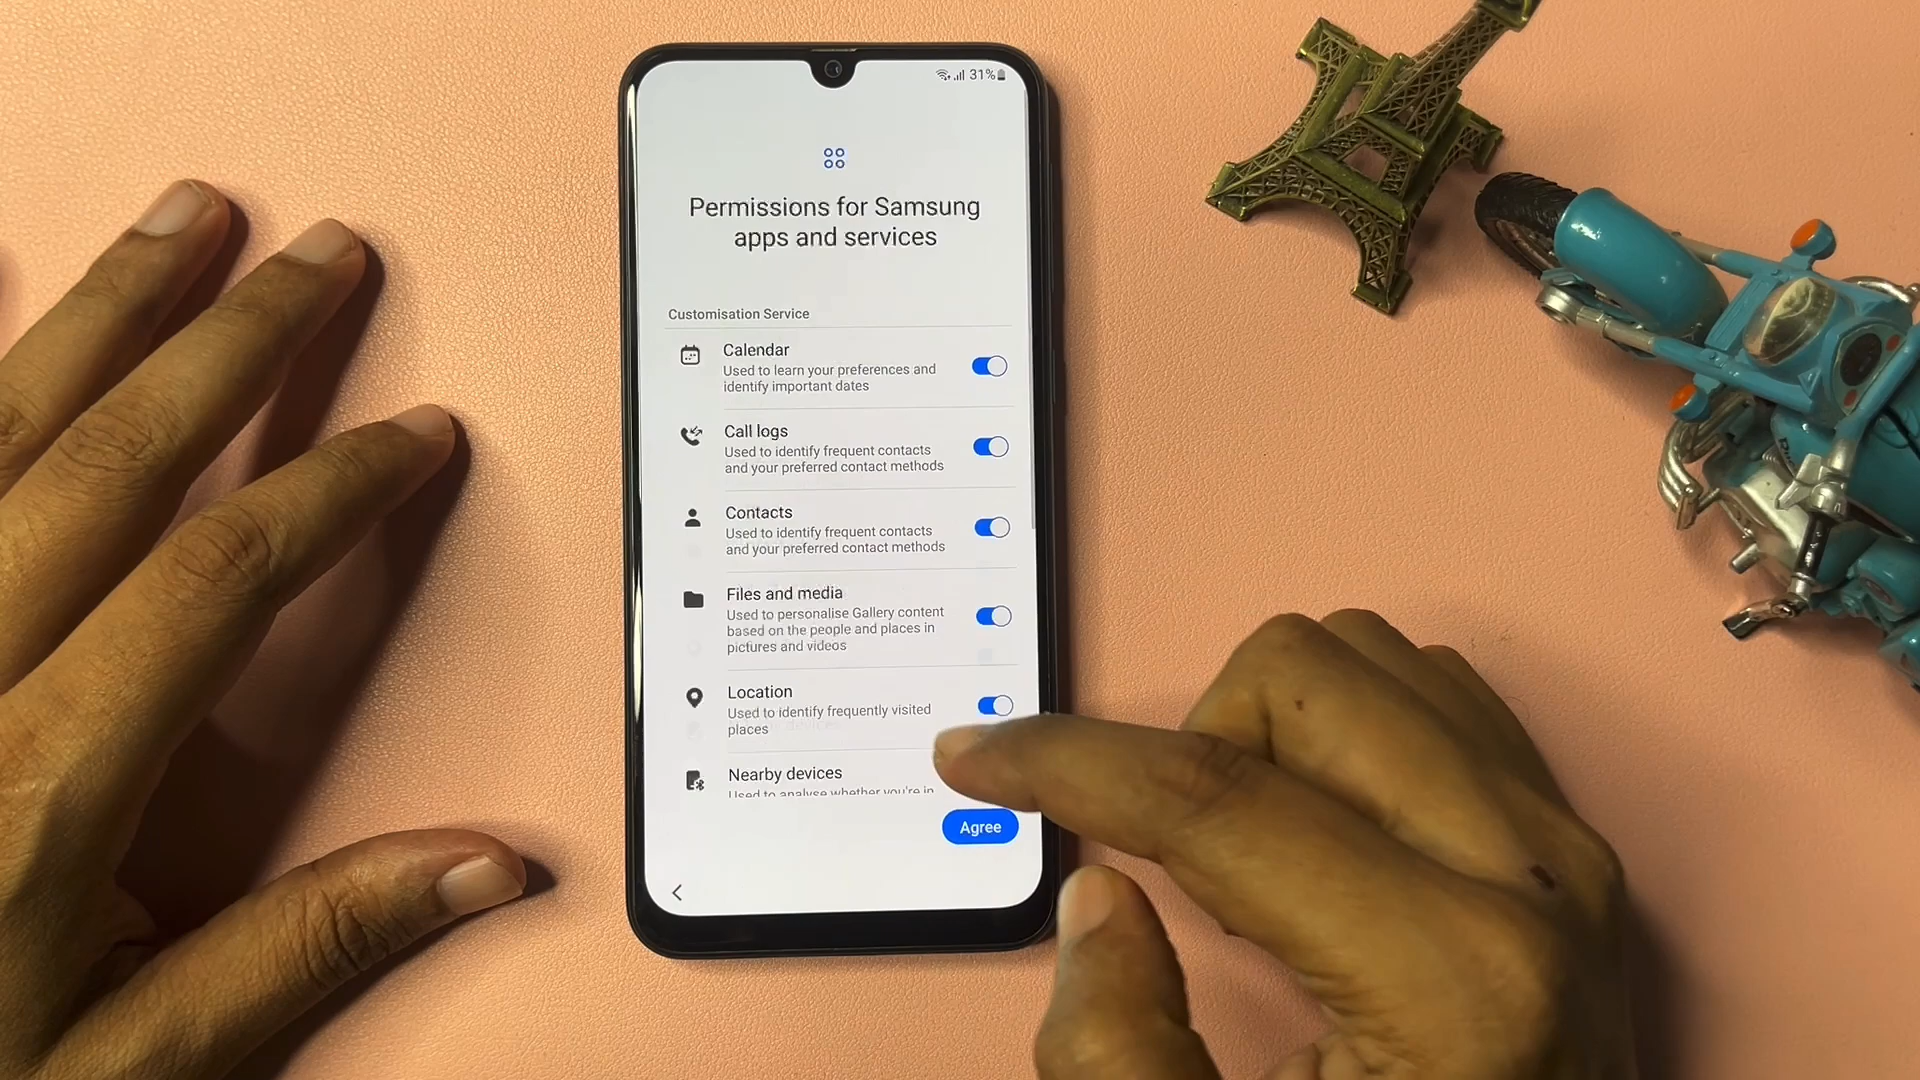 31%
Permissions for Samsung
apps and services
Customisation Service
Calendar
Used to learn your preferences and
identify important dates
Call logs
Used to identify frequent contacts
and your preferred contact methods
Contacts
Used to identify frequent contacts
and your preferred contact methods
Files and media
Used to personalise Gallery content
based on the people and places in
pictures and videos
Location
Used to identify frequently visited
places
Nearby devices
Used to analyse whether you're in
Agree